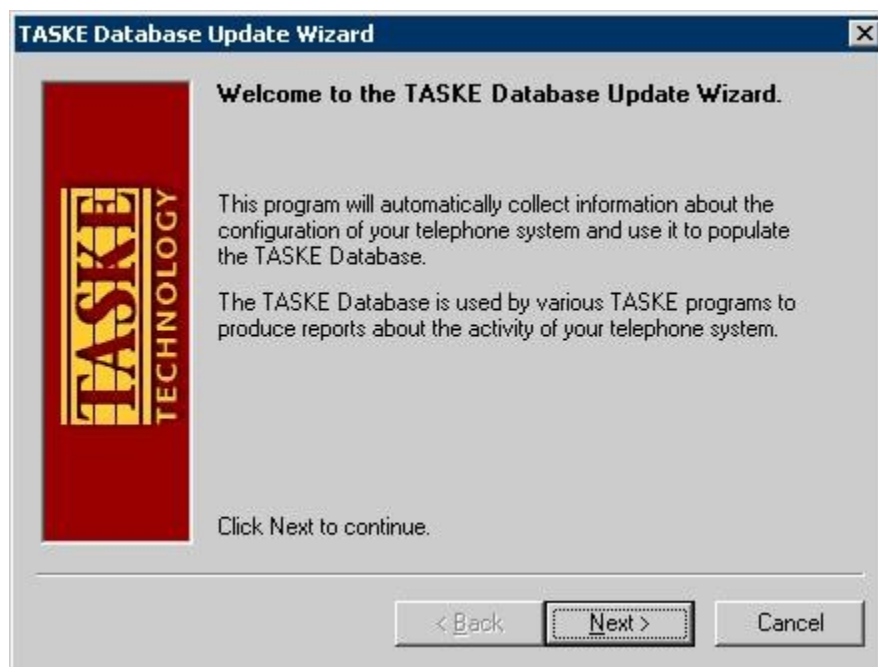 TASKE Database Update Wizard
Welcome to the TASKE Database Update Wizard.
TASKE
TECHNOLOGY
This program will automatically collect information about the
configuration of your telephone system and use it to populate
the TASKE Database.
The TASKE Database is used by various TASKE programs to
produce reports about the activity of your telephone system.
Click Next to continue.
< Back
Next >
Cancel